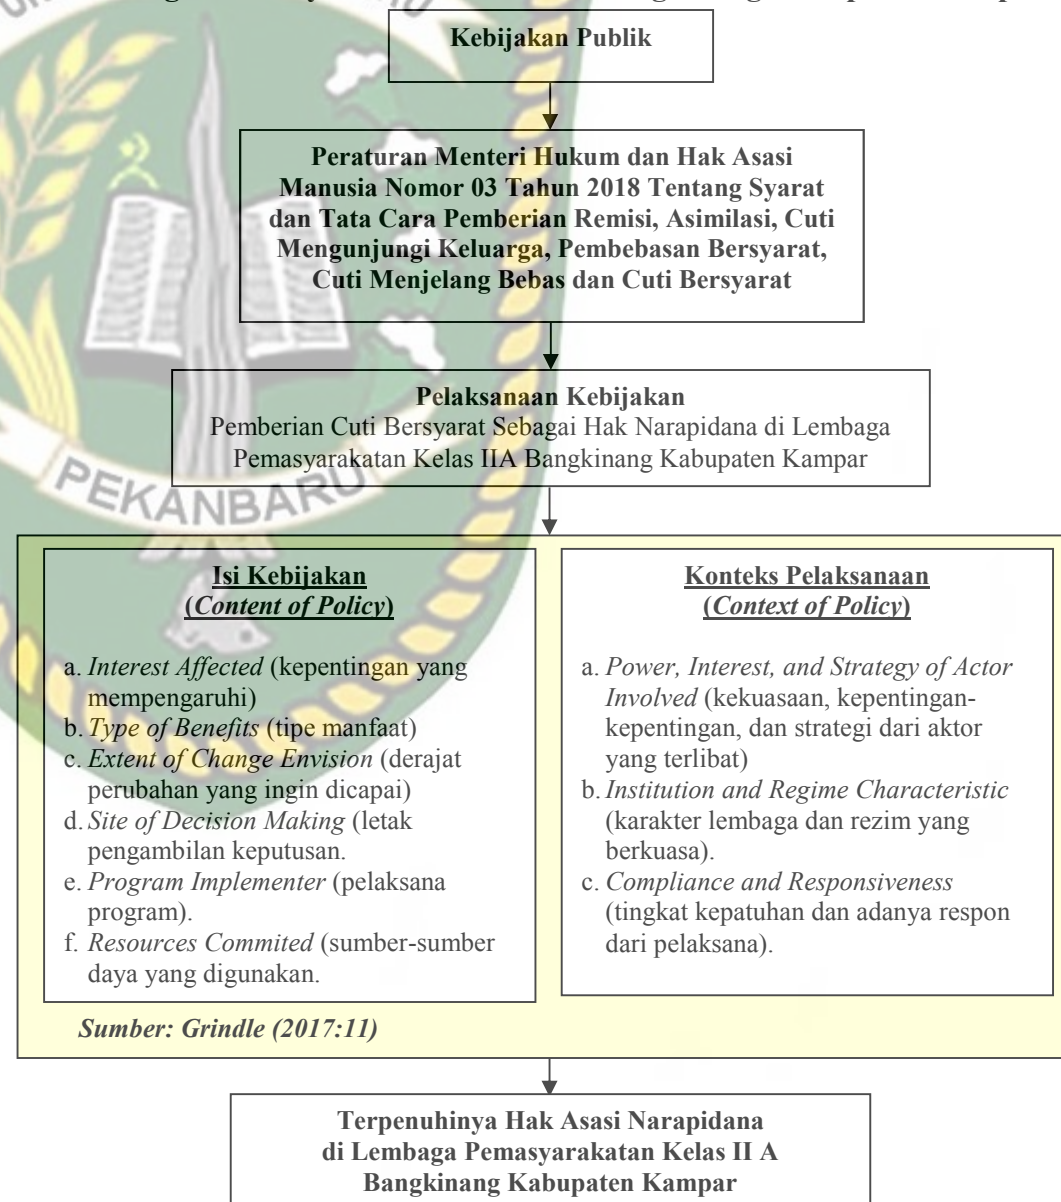 Kebijakan Publik
Peraturan Menteri Hukum dan Hak Asasi
Manusia Nomor 03 Tahun 2018 Tentang Syarat
dan Tata Cara Pemberian Remisi, Asimilasi, Cuti
Mengunjungi Keluarga, Pembebasan Bersyarat,
Cuti Menjelang Bebas dan Cuti Bersyarat
Pelaksanaan Kebijakan
Pemberian Cuti Bersyarat Sebagai Hak Narapidana di Lembaga
Pemasyarakatan Kelas IIA Bangkinang Kabupaten Kampar
PEKANBARU
Isi Kebijakan
(Content of Policy)
a. Interest Affected (kepentingan yang
mempengaruhi)
b. Type of Benefits (tipe manfaat)
c. Extent of Change Envision (derajat
perubahan yang ingin dicapai)
d. Site of Decision Making (letak
pengambilan keputusan.
e. Program Implementer (pelaksana
program).
f. Resources Commited (sumber-sumber
daya yang digunakan.
Konteks Pelaksanaan
(Context of Policy)
a. Power, Interest, and Strategy of Actor
Involved (kekuasaan, kepentingan-
kepentingan, dan strategi dari aktor
yang terlibat)
b. Institution and Regime Characteristic
(karakter lembaga dan rezim yang
berkuasa).
c. Compliance and Responsiveness
(tingkat kepatuhan dan adanya respon
dari pelaksana).
Sumber: Grindle (2017:11)
Terpenuhinya Hak Asasi Narapidana
di Lembaga Pemasyarakatan Kelas II A
Bangkinang Kabupaten Kampar